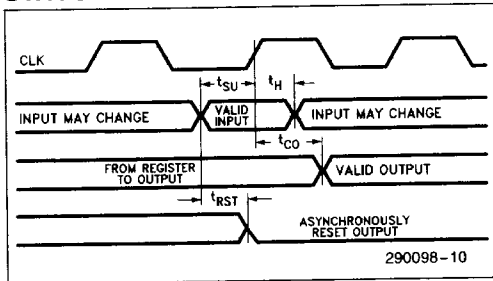 CLK
tSU
tH
INPUT MAY CHANGE
VALID INPUT
INPUT MAY CHANGE
tCO
FROM REGISTER TO OUTPUT
VALID OUTPUT
tRST
ASYNCHRONOUSLY RESET OUTPUT
290098-10